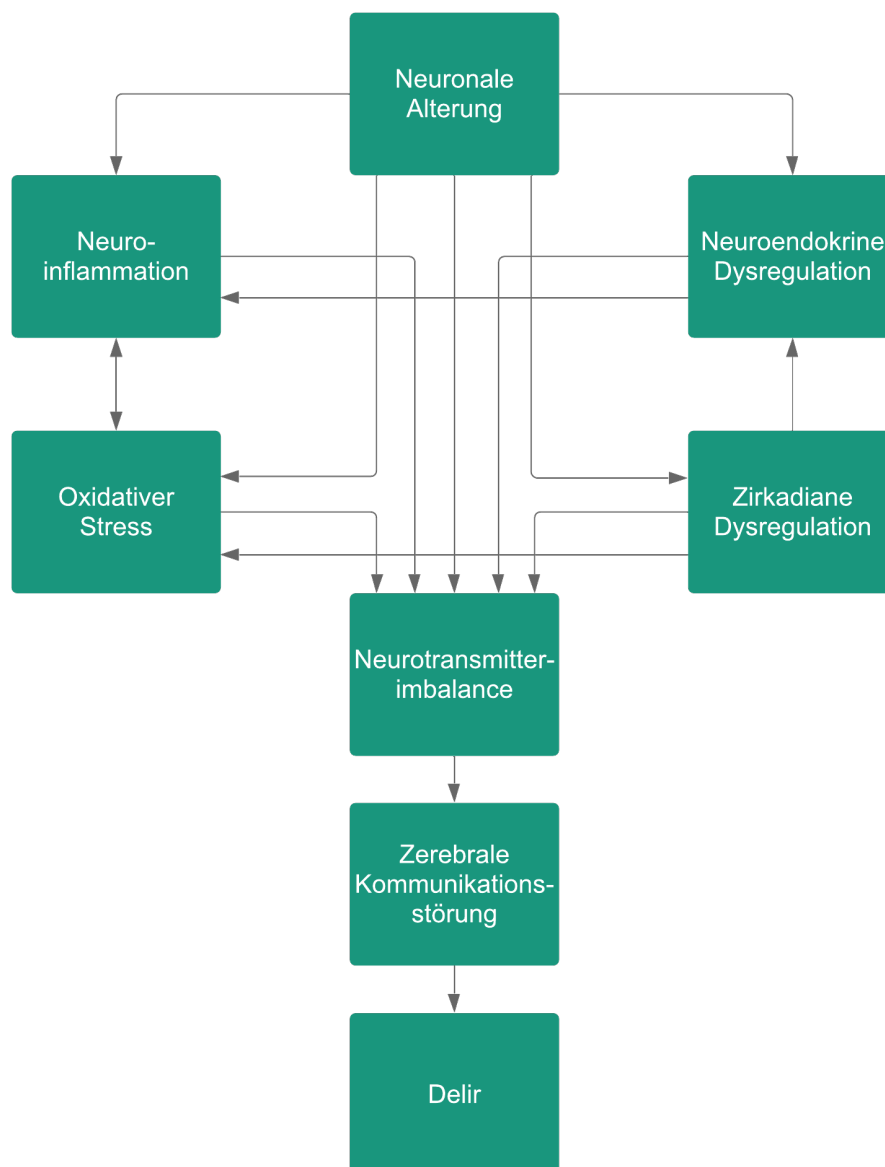 Neuronale
Alterung
Neuro-
inflammation
Neuroendokrine
Dysregulation
Oxidativer
Stress
Zirkadiane
Dysregulation
Neurotransmitter-
imbalance
Zerebrale
Kommunikations-
störung
Delir